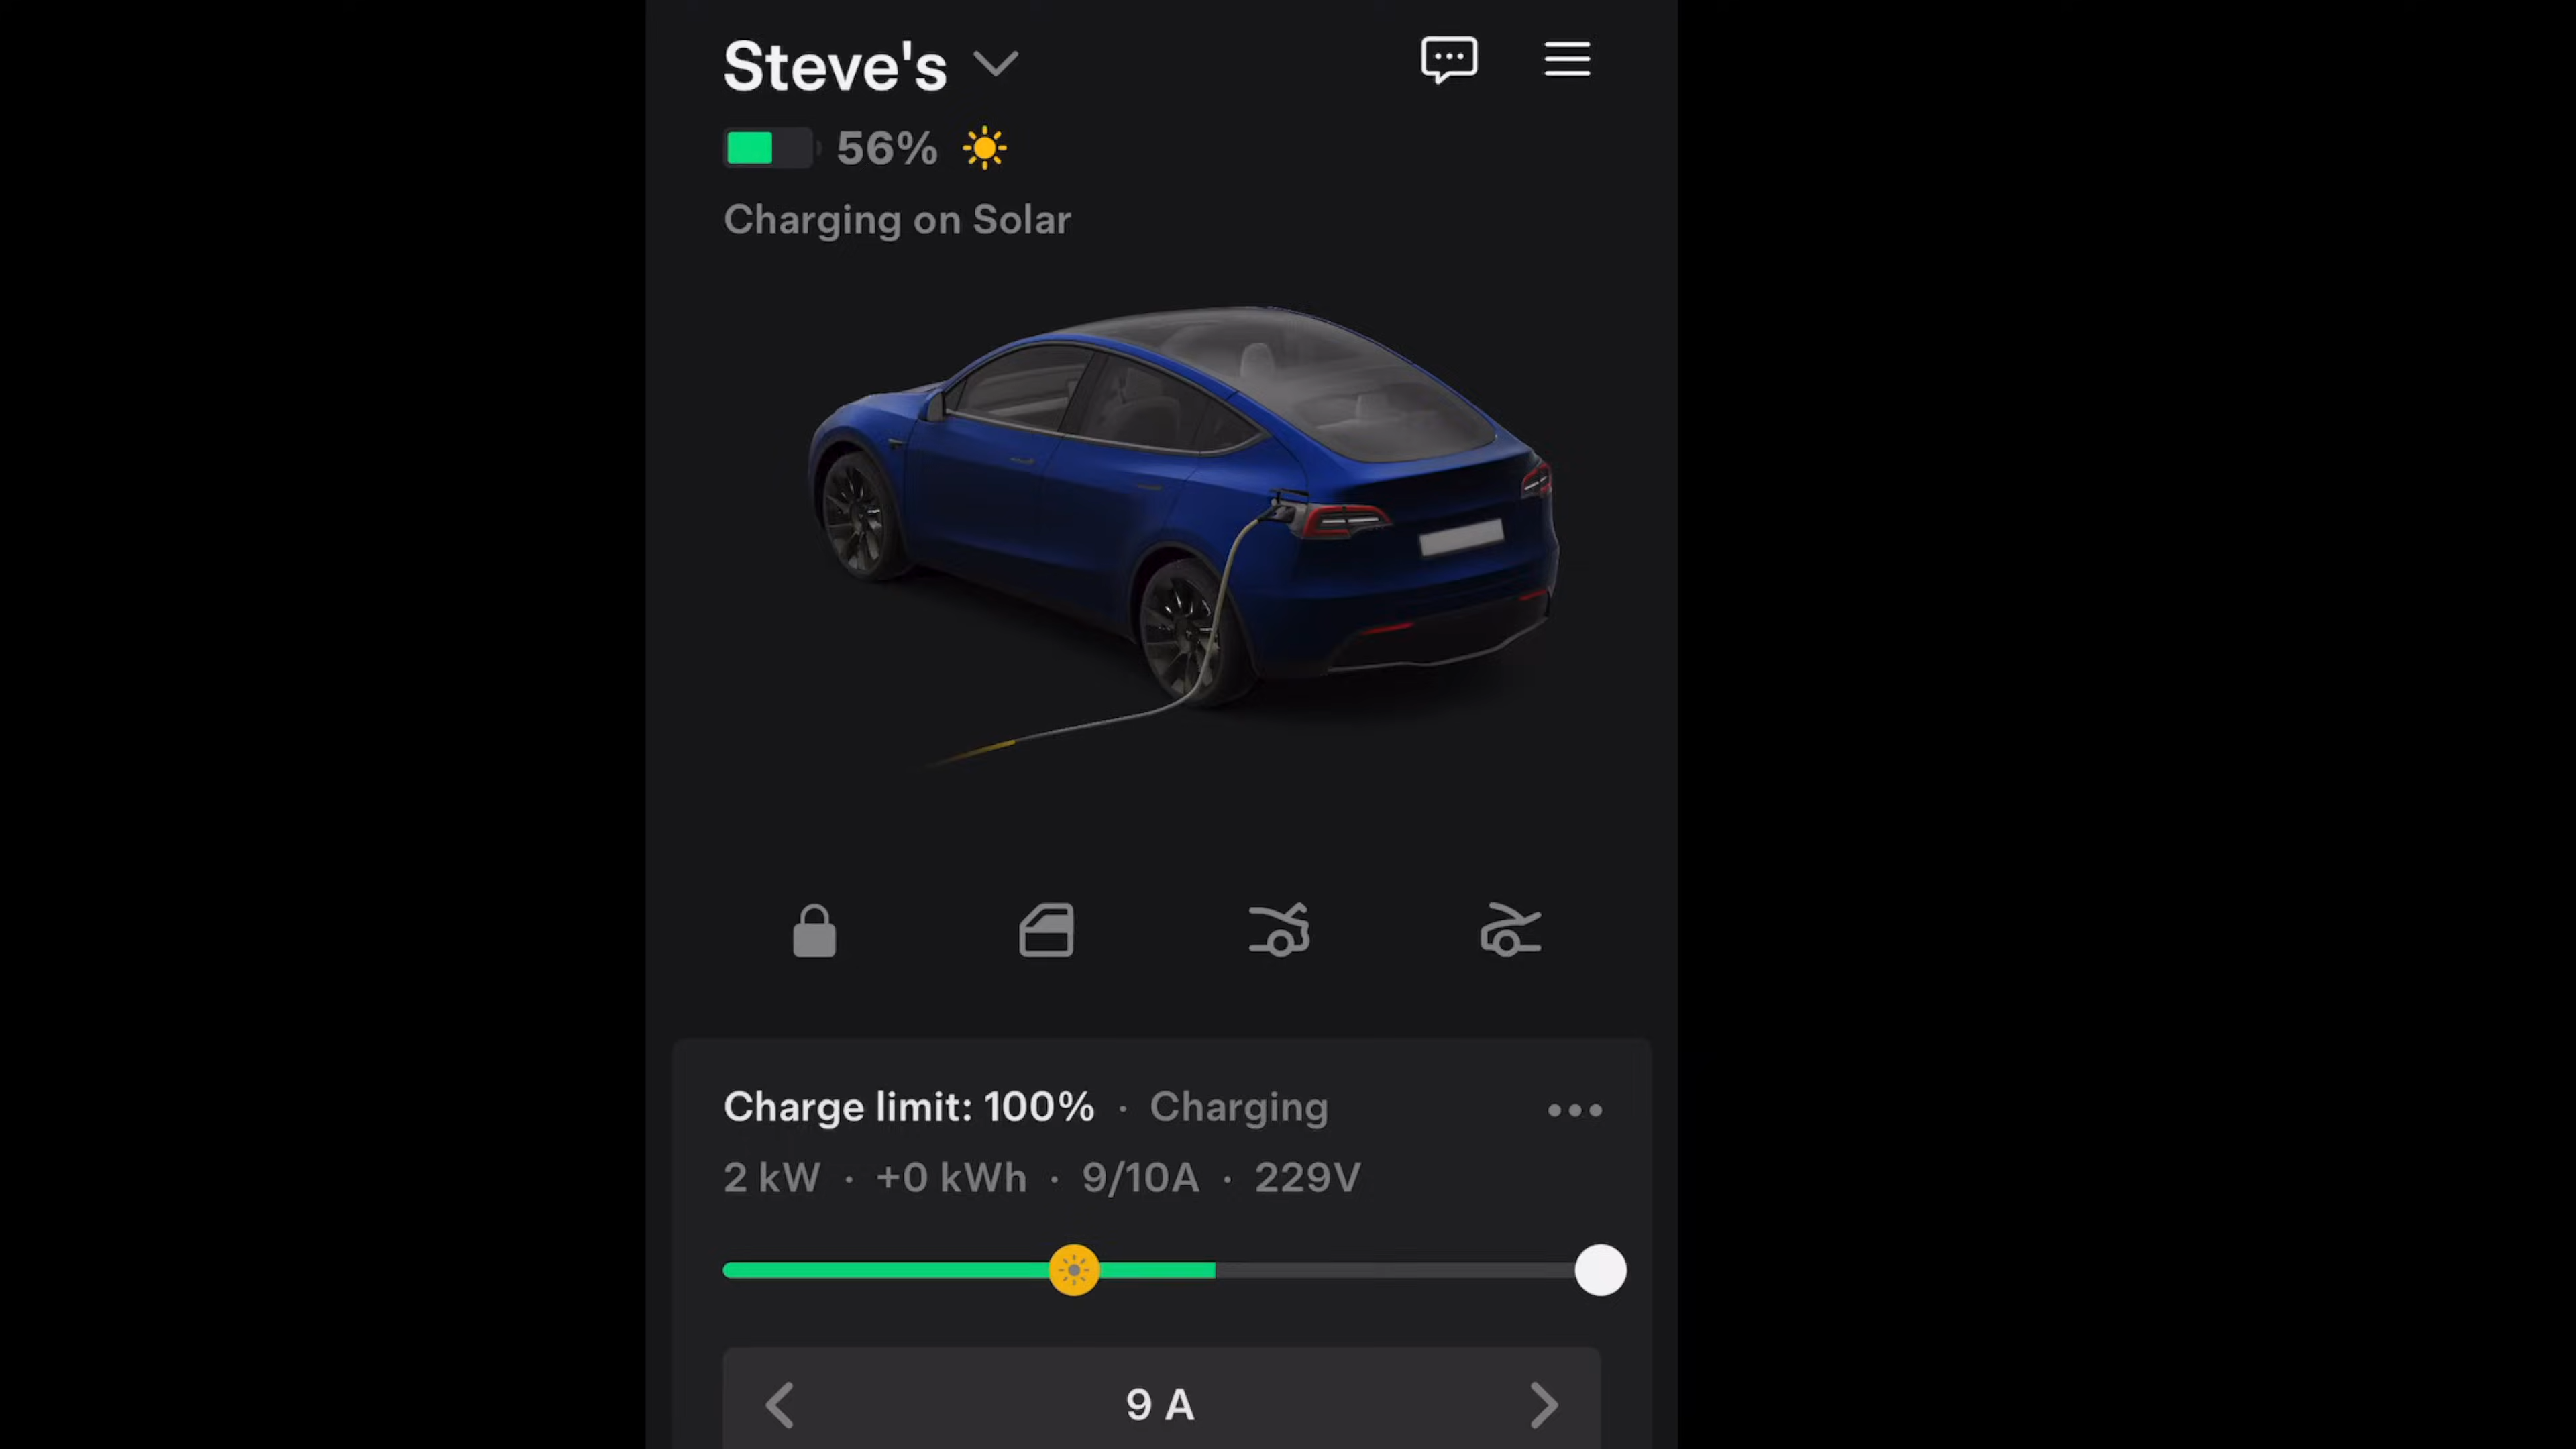 Steve's
56%
Charging on Solar
Charge limit: 100% · Charging
2 kW · +0 kWh · 9/10A · 229V
9 A